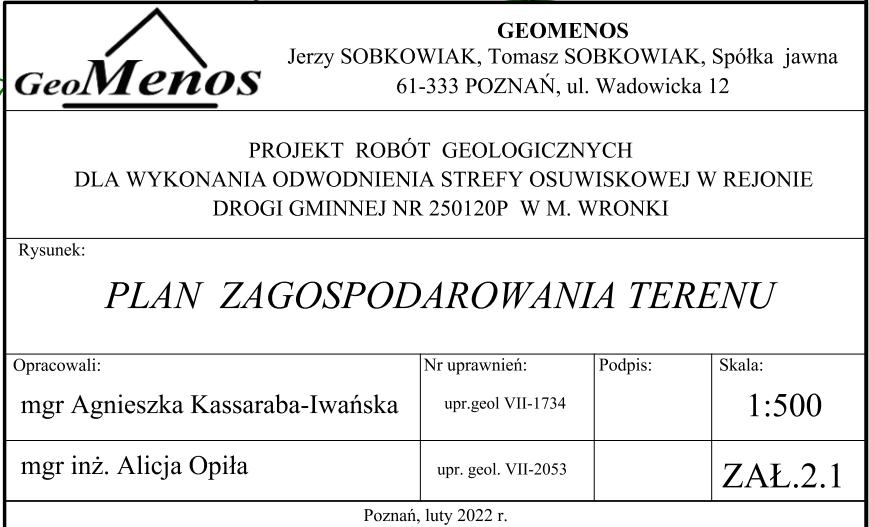 GeoMenos
GEOMENOS
Jerzy SOBKOWIAK, Tomasz SOBKOWIAK, Spółka jawna
61-333 POZNAŃ, ul. Wadowicka 12
PROJEKT ROBÓT GEOLOGICZNYCH
DLA WYKONANIA ODWODNIENIA STREFY OSUWISKOWEJ W REJONIE
DROGI GMINNEJ NR 250120P W M. WRONKI
Rysunek:
PLAN ZAGOSPODAROWANIA TERENU
Opracowali: Nr uprawnień: Podpis: Skala:
mgr Agnieszka Kassaraba-Iwańska upr.geol VII-1734 1:500
mgr inż. Alicja Opiła upr. geol. VII-2053 ZAŁ.2.1
Poznań, luty 2022 r.